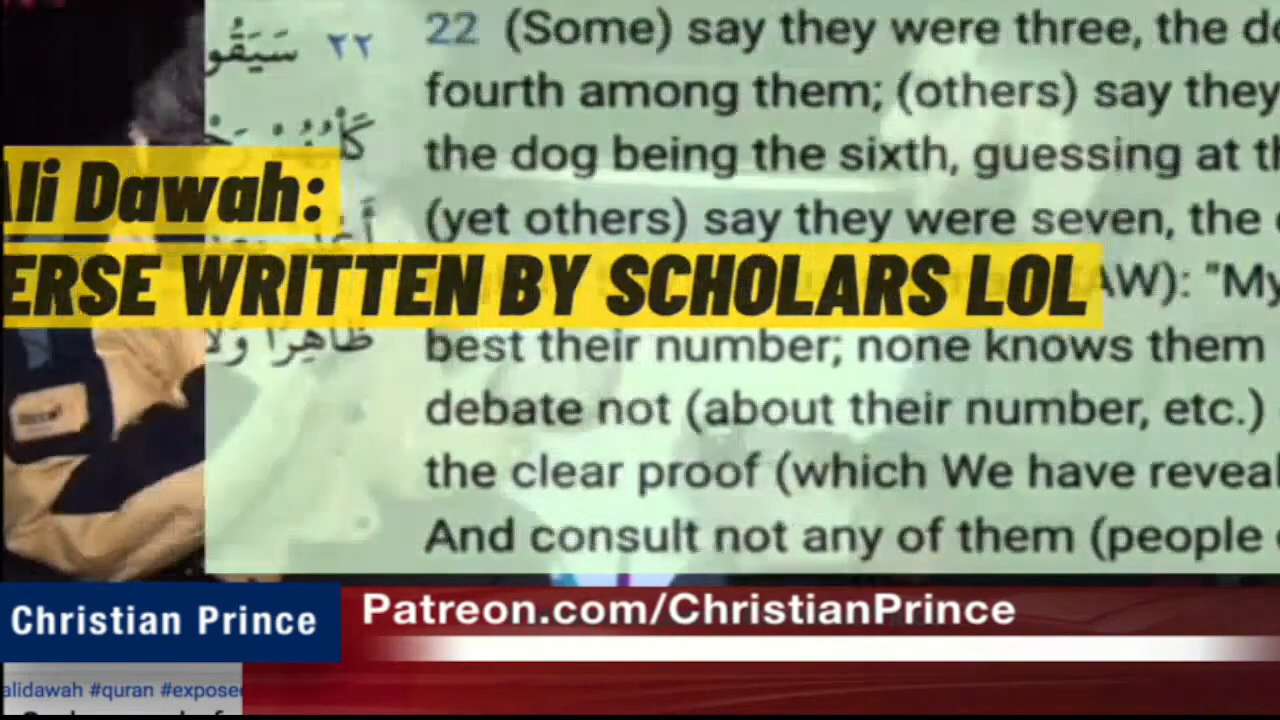 ٢٢ سَيَقُو
22 (Some) say they were three, the do
fourth among them; (others) say they
the dog being the sixth, guessing at th
(yet others) say they were seven, the
AW): "My
best their number; none knows them
debate not (about their number, etc.)
the clear proof (which We have reveal
And consult not any of them (people
ظَاهِرًا وَلَا
Ali Dawah:
ERSE WRITTEN BY SCHOLARS LOL
Christian Prince
Patreon.com/ChristianPrince
alidawah #quran #expose